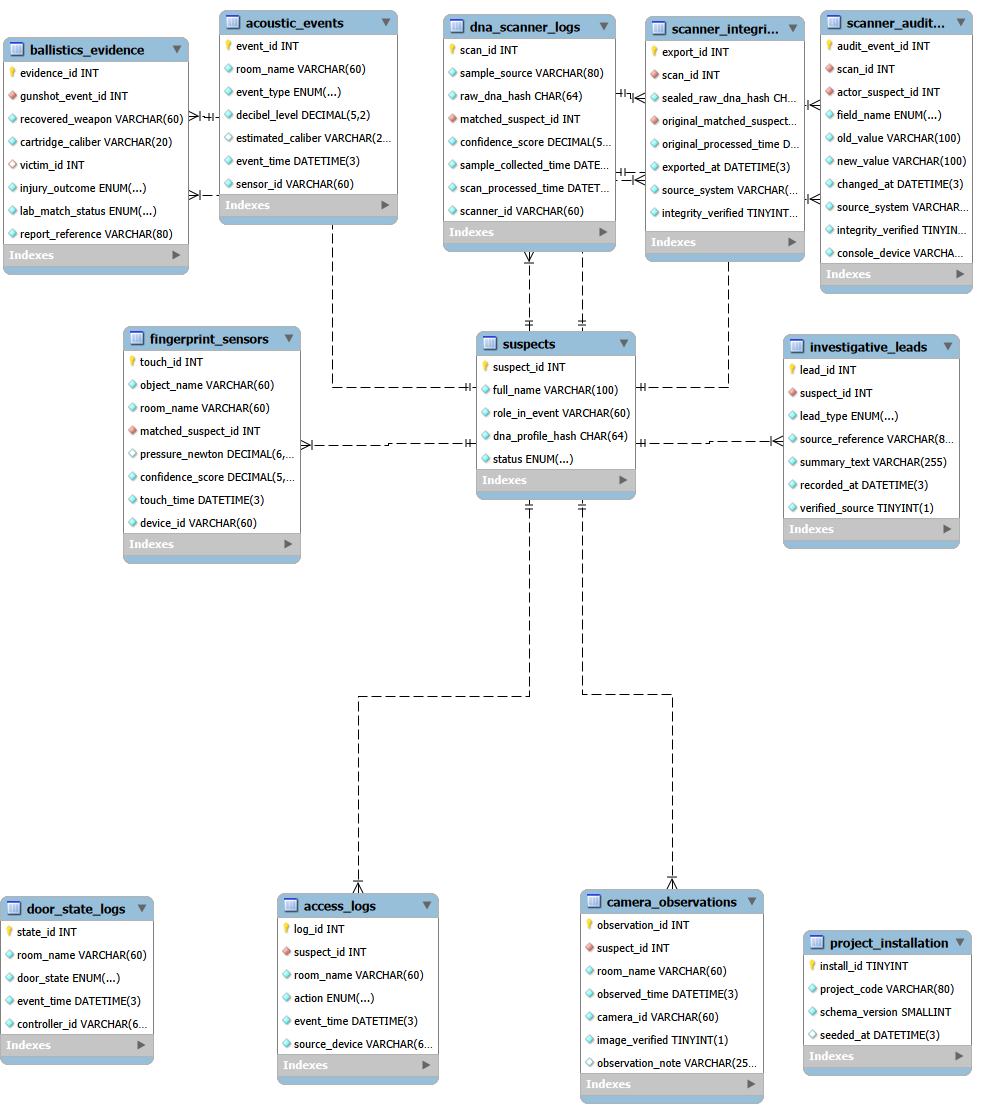 ballistics_evidence
evidence_id INT
gunshot_event_id INT
recovered_weapon VARCHAR(60)
cartridge_caliber VARCHAR(20)
victim_id INT
injury_outcome ENUM(...)
lab_match_status ENUM(...)
report_reference VARCHAR(80)
Indexes
acoustic_events
event_id INT
room_name VARCHAR(60)
event_type ENUM(...)
decibel_level DECIMAL(5,2)
estimated_caliber VARCHAR(2...
event_time DATETIME(3)
sensor_id VARCHAR(60)
Indexes
dna_scanner_logs
scan_id INT
sample_source VARCHAR(80)
raw_dna_hash CHAR(64)
matched_suspect_id INT
confidence_score DECIMAL(5...
sample_collected_time DATE...
scan_processed_time DATET...
scanner_id VARCHAR(60)
Indexes
scanner_integri...
export_id INT
scan_id INT
sealed_raw_dna_hash CH...
original_matched_suspect...
original_processed_time D...
exported_at DATETIME(3)
source_system VARCHAR(...
integrity_verified TINYINT...
Indexes
scanner_audit...
audit_event_id INT
scan_id INT
actor_suspect_id INT
field_name ENUM(...)
old_value VARCHAR(100)
new_value VARCHAR(100)
changed_at DATETIME(3)
source_system VARCHAR...
integrity_verified TINYIN...
console_device VARCHA...
Indexes
fingerprint_sensors
touch_id INT
object_name VARCHAR(60)
room_name VARCHAR(60)
matched_suspect_id INT
pressure_newton DECIMAL(6,...
confidence_score DECIMAL(5,...
touch_time DATETIME(3)
device_id VARCHAR(60)
Indexes
suspects
suspect_id INT
full_name VARCHAR(100)
role_in_event VARCHAR(60)
dna_profile_hash CHAR(64)
status ENUM(...)
Indexes
investigative_leads
lead_id INT
suspect_id INT
lead_type ENUM(...)
source_reference VARCHAR(8...
summary_text VARCHAR(255)
recorded_at DATETIME(3)
verified_source TINYINT(1)
Indexes
door_state_logs
state_id INT
room_name VARCHAR(60)
door_state ENUM(...)
event_time DATETIME(3)
controller_id VARCHAR(6...
Indexes
access_logs
log_id INT
suspect_id INT
room_name VARCHAR(60)
action ENUM(...)
event_time DATETIME(3)
source_device VARCHAR(6...
Indexes
camera_observations
observation_id INT
suspect_id INT
room_name VARCHAR(60)
observed_time DATETIME(3)
camera_id VARCHAR(60)
image_verified TINYINT(1)
observation_note VARCHAR(25...
Indexes
project_installation
install_id TINYINT
project_code VARCHAR(80)
schema_version SMALLINT
seeded_at DATETIME(3)
Indexes